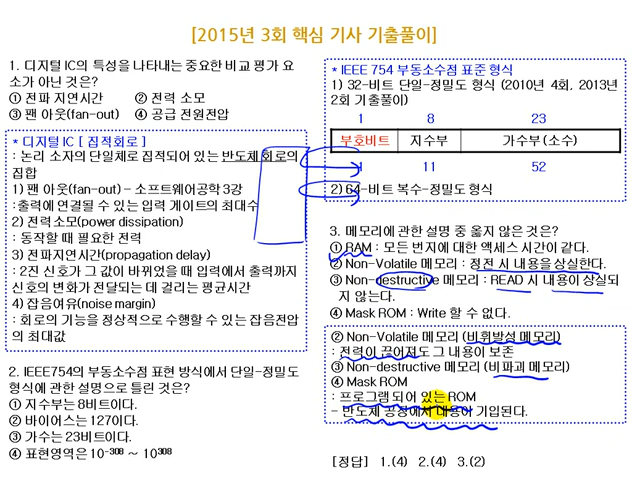 [2015년 3회 핵심 기사 기출풀이]
1. 디지털 IC의 특성을 나타내는 중요한 비교 평가 요
소가 아닌 것은?
① 전파 지연시간 ② 전력 소모
③ 팬 아웃(fan-out) ④ 공급 전원전압
* 디지털 IC [ 집적회로 ]
: 논리 소자의 단일체로 집적되어 있는 반도체 회로의
집합
1) 팬 아웃(fan-out) – 소프트웨어공학 3강
:출력에 연결될 수 있는 입력 게이트의 최대수
2) 전력소모(power dissipation)
: 동작할 때 필요한 전력
3) 전파지연시간(propagation delay)
: 2진 신호가 그 값이 바뀌었을 때 입력에서 출력까지
신호의 변화가 전달되는 데 걸리는 평균시간
4) 잡음여유(noise margin)
: 회로의 기능을 정상적으로 수행할 수 있는 잡음전압
의 최대값
2. IEEE754의 부동소수점 표현 방식에서 단일-정밀도
형식에 관한 설명으로 틀린 것은?
① 지수부는 8비트이다.
② 바이어스는 127이다.
③ 가수는 23비트이다.
④ 표현영역은 10⁻³⁰⁸ ~ 10³⁰⁸
* IEEE 754 부동소수점 표준 형식
1) 32-비트 단일-정밀도 형식 (2010년 4회, 2013년
2회 기출풀이)
1 8 23
부호비트 지수부 가수부(소수)
1 11 52
2) 64-비트 복수-정밀도 형식
3. 메모리에 관한 설명 중 옳지 않은 것은?
① RAM : 모든 번지에 대한 액세스 시간이 같다.
② Non-Volatile 메모리 : 정전 시 내용을 상실한다.
③ Non-destructive 메모리 : READ 시 내용이 상실되
지 않는다.
④ Mask ROM : Write 할 수 없다.
② Non-Volatile 메모리 (비휘발성 메모리)
: 전력이 끊어져도 그 내용이 보존
③ Non-destructive 메모리 (비파괴 메모리)
④ Mask ROM
: 프로그램되어 있는 ROM
- 반도체 공장에서 내용이 기입된다.
[정답] 1.(4) 2.(4) 3.(2)